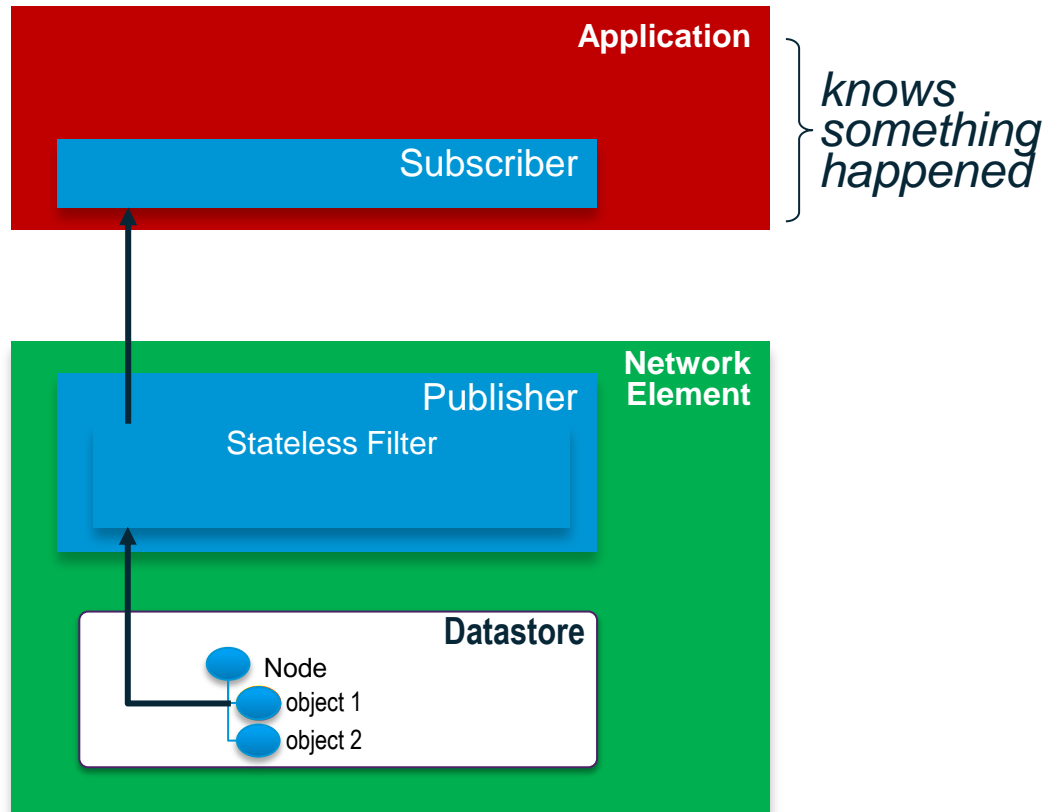 Application
knows
something
happened
Subscriber
Network
Element
Publisher
Stateless Filter
Datastore
Node
object 1
object 2